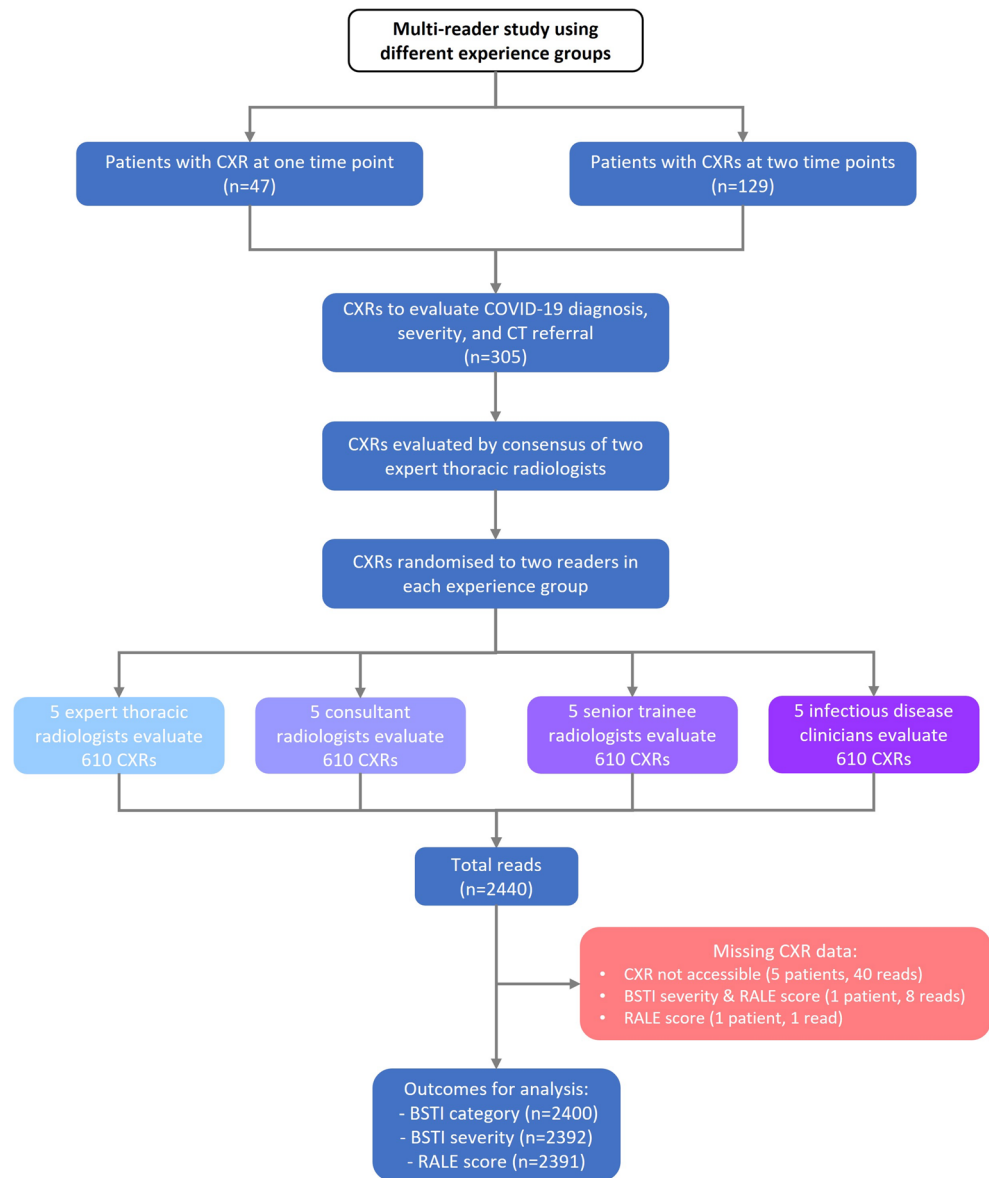 Multi-reader study using
different experience groups
Patients with CXR at one time point
(n=47)
Patients with CXRs at two time points
(n=129)
CXRs to evaluate COVID-19 diagnosis,
severity, and CT referral
(n=305)
CXRs evaluated by consensus of two
expert thoracic radiologists
CXRs randomised to two readers in
each experience group
5 expert thoracic
radiologists evaluate
610 CXRs
5 consultant
radiologists evaluate
610 CXRs
5 senior trainee
radiologists evaluate
610 CXRs
5 infectious disease
clinicians evaluate
610 CXRs
Total reads
(n=2440)
Missing CXR data:
• CXR not accessible (5 patients, 40 reads)
• BSTI severity & RALE score (1 patient, 8 reads)
• RALE score (1 patient, 1 read)
Outcomes for analysis:
- BSTI category (n=2400)
- BSTI severity (n=2392)
- RALE score (n=2391)